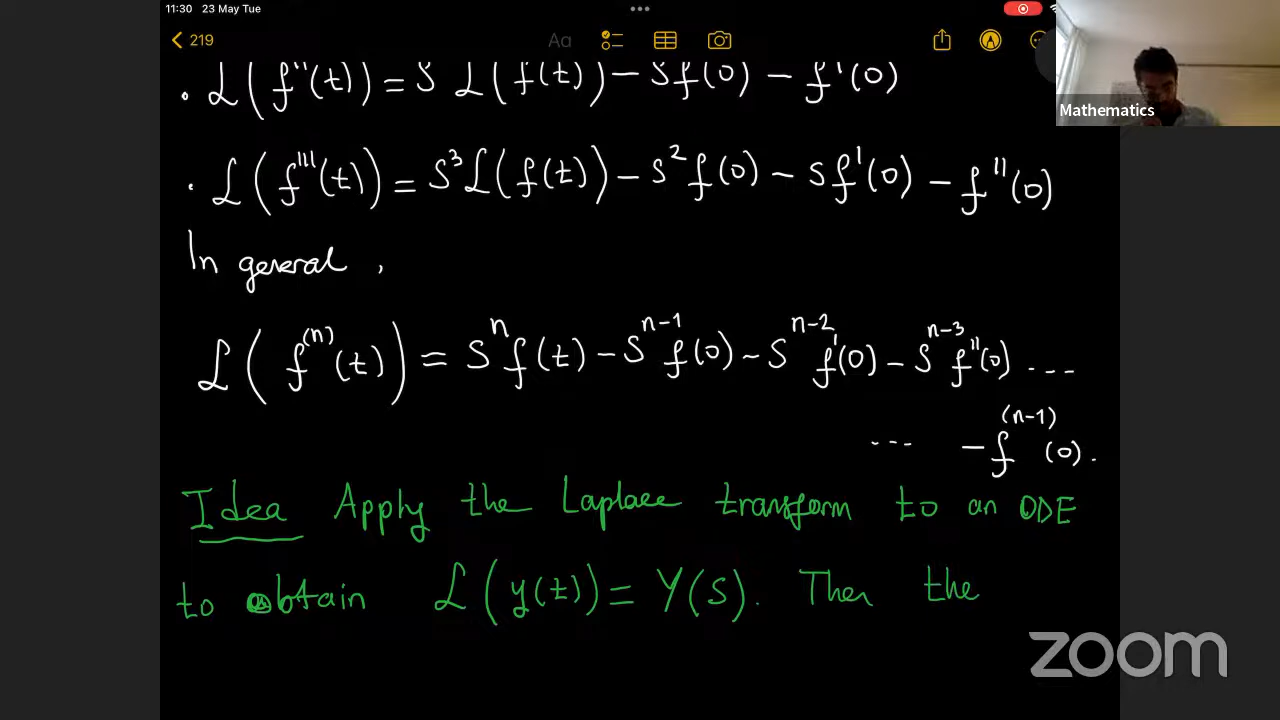 11:30 23 May Tue
219
Aa
· L(f''(t)) = S L(f(t)) - Sf(0) - f'(0)
Mathematics
· L(f'''(t)) = S³L(f(t)) - S²f(0) - Sf'(0) - f''(0)
In general,
L(f⁽ⁿ⁾(t)) = Sⁿf(t) - Sⁿ⁻¹f(0) - Sⁿ⁻²f'(0) - Sⁿ⁻³f''(0) ...
... - f⁽ⁿ⁻¹⁾(0).
Idea Apply the Laplace transform to an ODE
to obtain L(y(t)) = Y(S). Then the
zoom